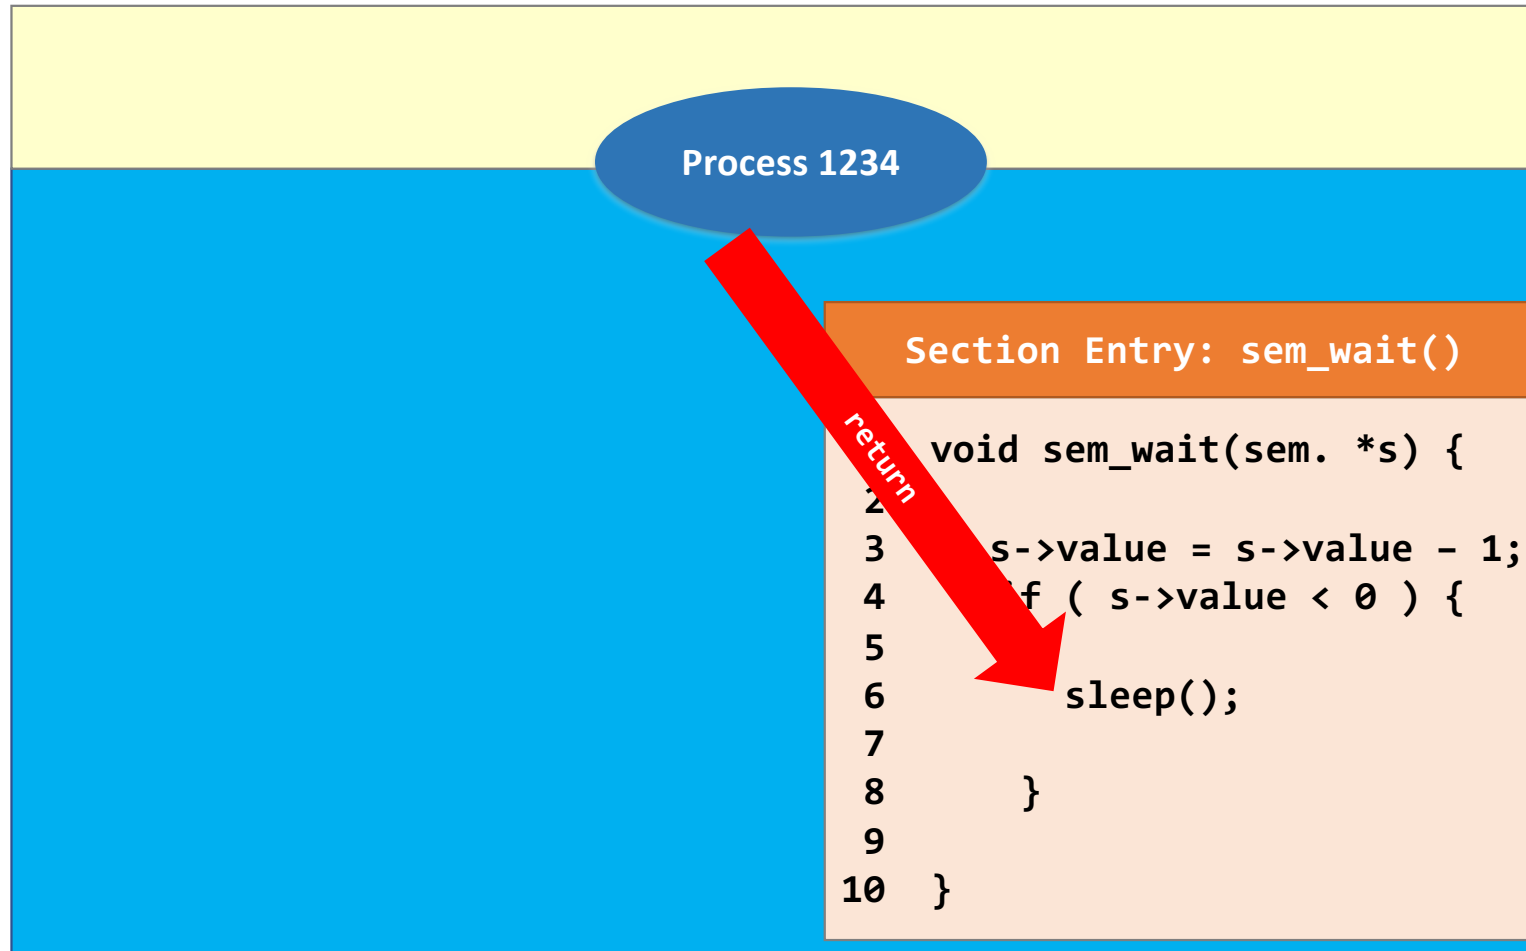 Process 1234
Section Entry: sem_wait()
return
void sem_wait(sem. *s) {
2
3 s->value = s->value – 1;
4 if ( s->value < 0 ) {
5
6 sleep();
7
8 }
9
10 }